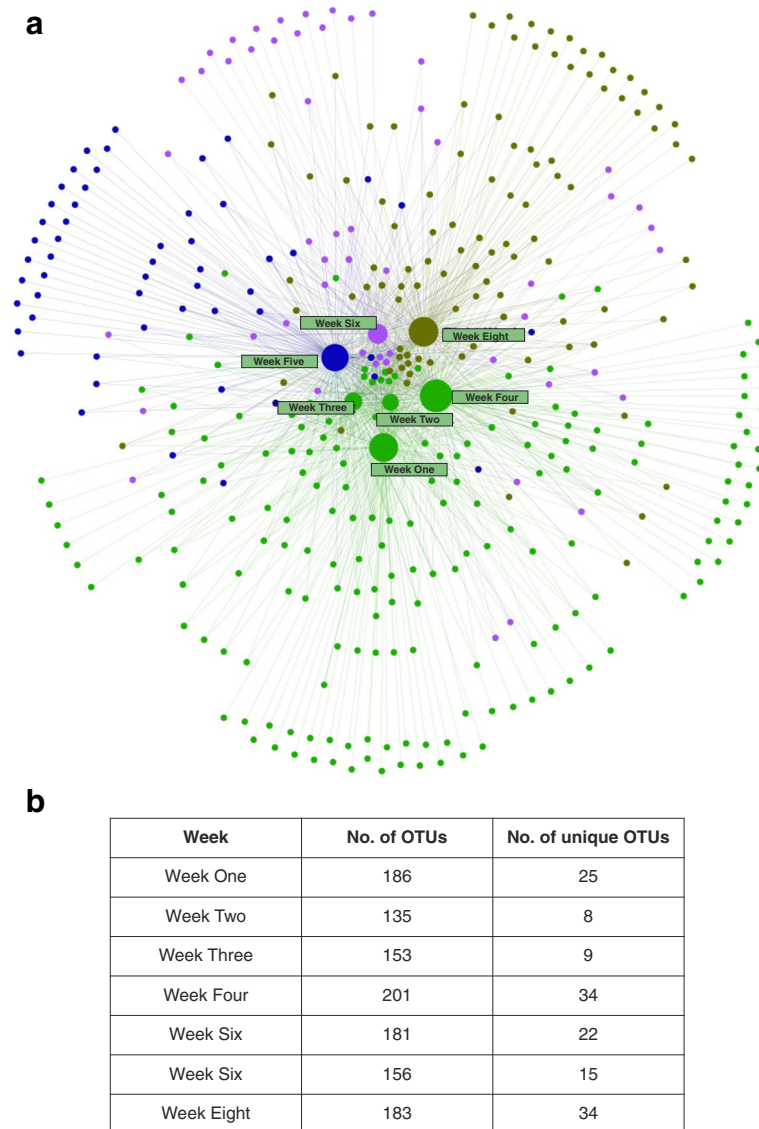 a
Week Six
Week Eight
Week Five
Week Four
Week Three
Week Two
Week One
b
Week No. of OTUs No. of unique OTUs
Week One 186 25
Week Two 135 8
Week Three 153 9
Week Four 201 34
Week Six 181 22
Week Six 156 15
Week Eight 183 34